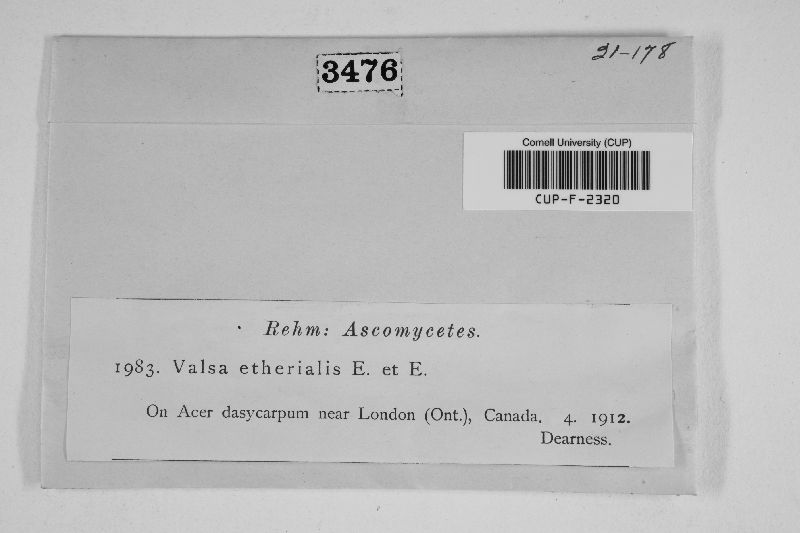 21-178
3476
Cornell University (CUP)
CUP-F-2320
Rehm: Ascomycetes.
1983. Valsa etherialis E. et E.
On Acer dasycarpum near London (Ont.), Canada. 4. 1912.
Dearness.